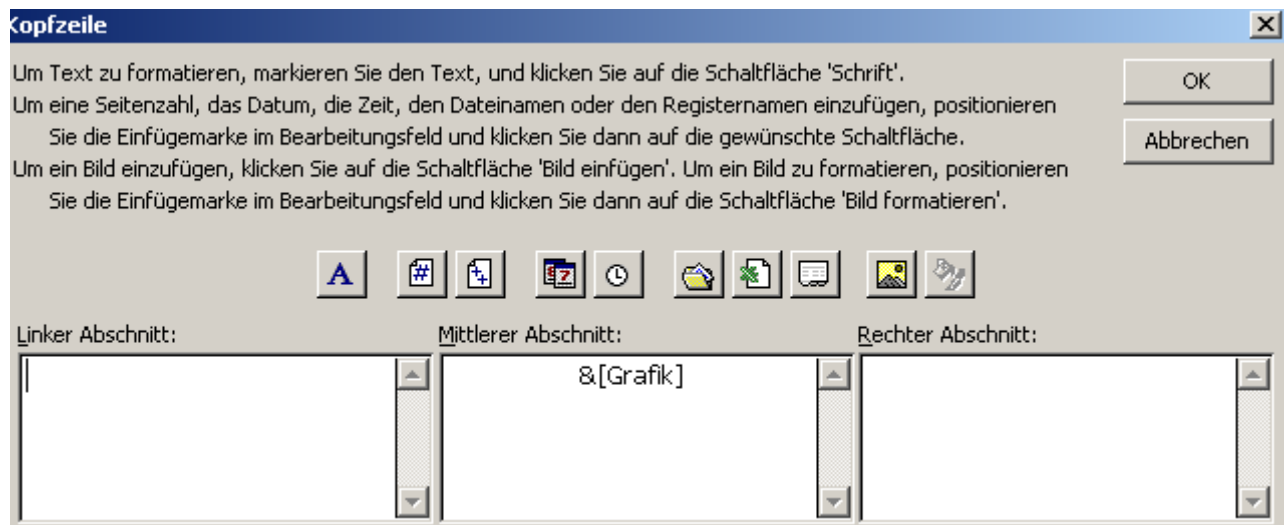 Kopfzeile
Um Text zu formatieren, markieren Sie den Text, und klicken Sie auf die Schaltfläche 'Schrift'.
Um eine Seitenzahl, das Datum, die Zeit, den Dateinamen oder den Registernamen einzufügen, positionieren
Sie die Einfügemarke im Bearbeitungsfeld und klicken Sie dann auf die gewünschte Schaltfläche.
Um ein Bild einzufügen, klicken Sie auf die Schaltfläche 'Bild einfügen'. Um ein Bild zu formatieren, positionieren
Sie die Einfügemarke im Bearbeitungsfeld und klicken Sie dann auf die Schaltfläche 'Bild formatieren'.
OK
Abbrechen
Linker Abschnitt:
Mittlerer Abschnitt:
Rechter Abschnitt:
&[Grafik]